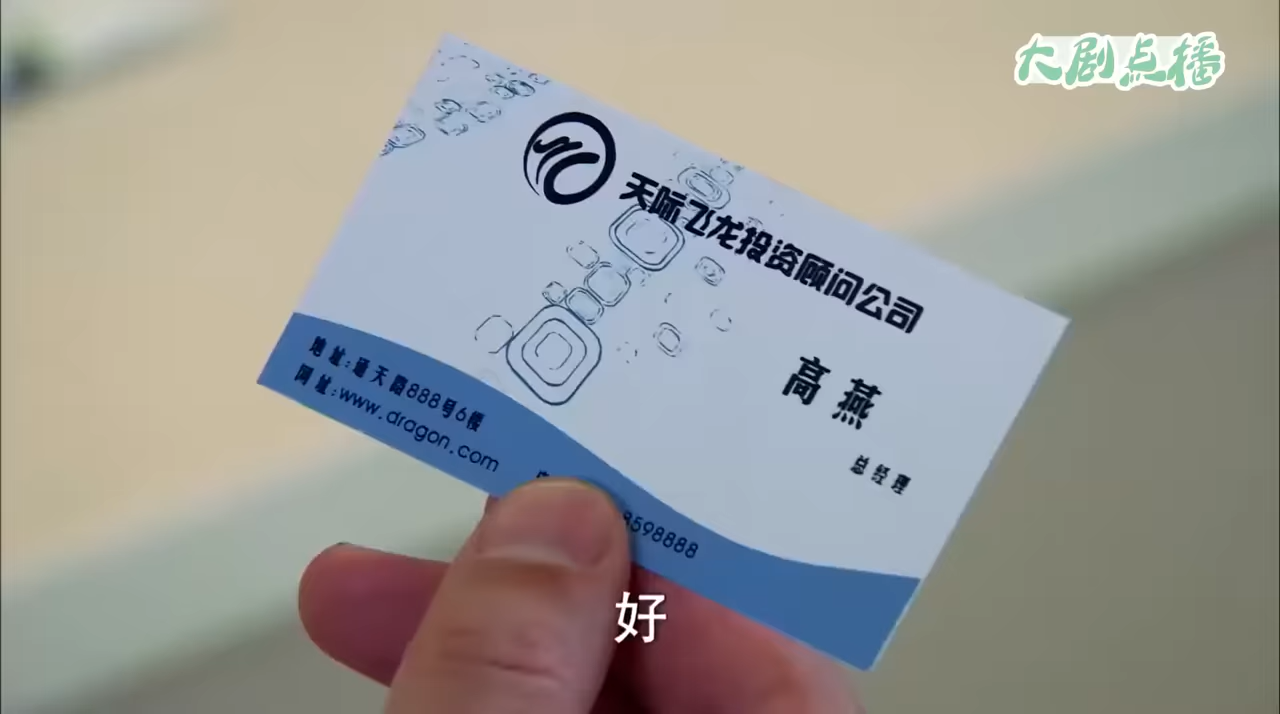 大剧点播
天际飞龙投资顾问公司
高燕
总经理
地址:通天路888号6楼
网址:www.dragon.com
8598888
好